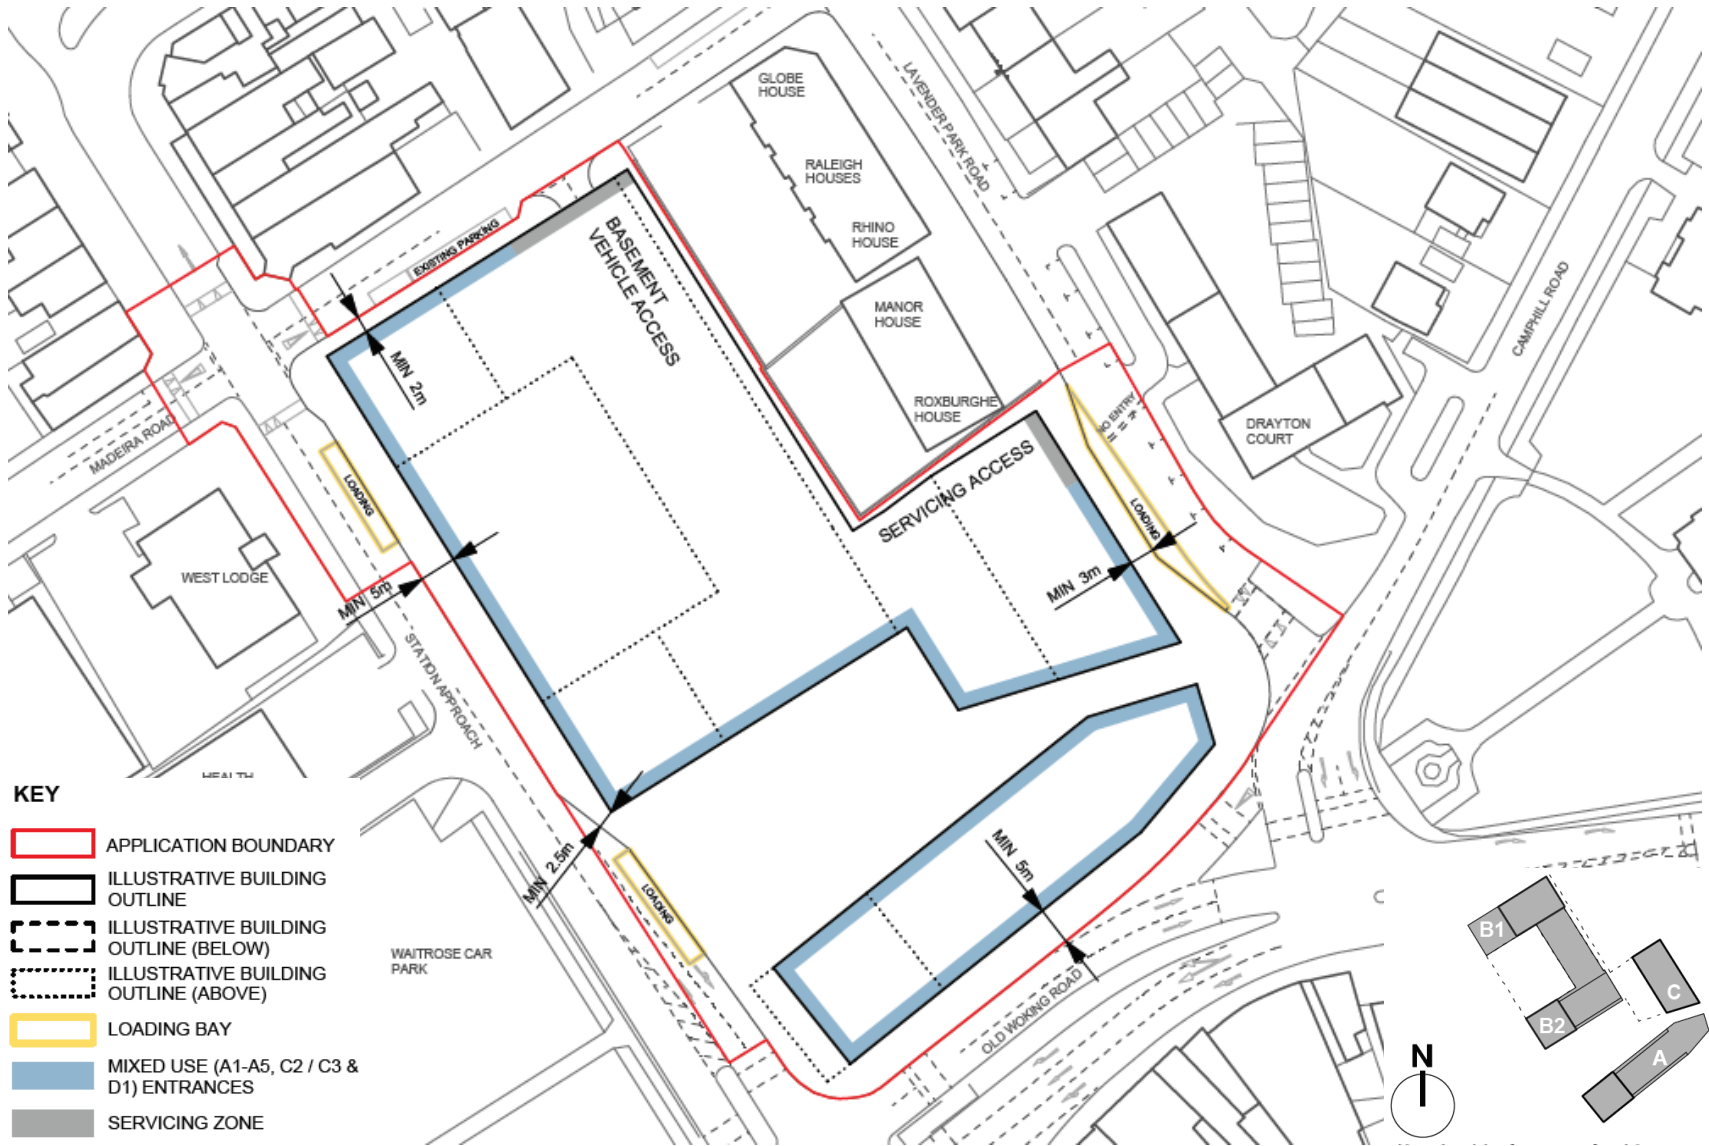 GLOBE
HOUSE
LAVENDER PARK ROAD
RALEIGH
HOUSES
RHINO
HOUSE
EXISTING PARKING
BASEMENT
VEHICLE ACCESS
MANOR
HOUSE
CAMPHILL ROAD
MIN 2m
ROXBURGHE
HOUSE
NO ENTRY
DRAYTON
COURT
MADEIRA ROAD
LOADING
SERVICING ACCESS
LOADING
WEST LODGE
MIN 5m
MIN 3m
STATION APPROACH
HEALTH
MIN 2.5m
LOADING
MIN 5m
WAITROSE CAR
PARK
OLD WOKING ROAD
KEY
APPLICATION BOUNDARY
ILLUSTRATIVE BUILDING
OUTLINE
ILLUSTRATIVE BUILDING
OUTLINE (BELOW)
ILLUSTRATIVE BUILDING
OUTLINE (ABOVE)
LOADING BAY
MIXED USE (A1-A5, C2 / C3 &
D1) ENTRANCES
SERVICING ZONE
B1
C
B2
A
N